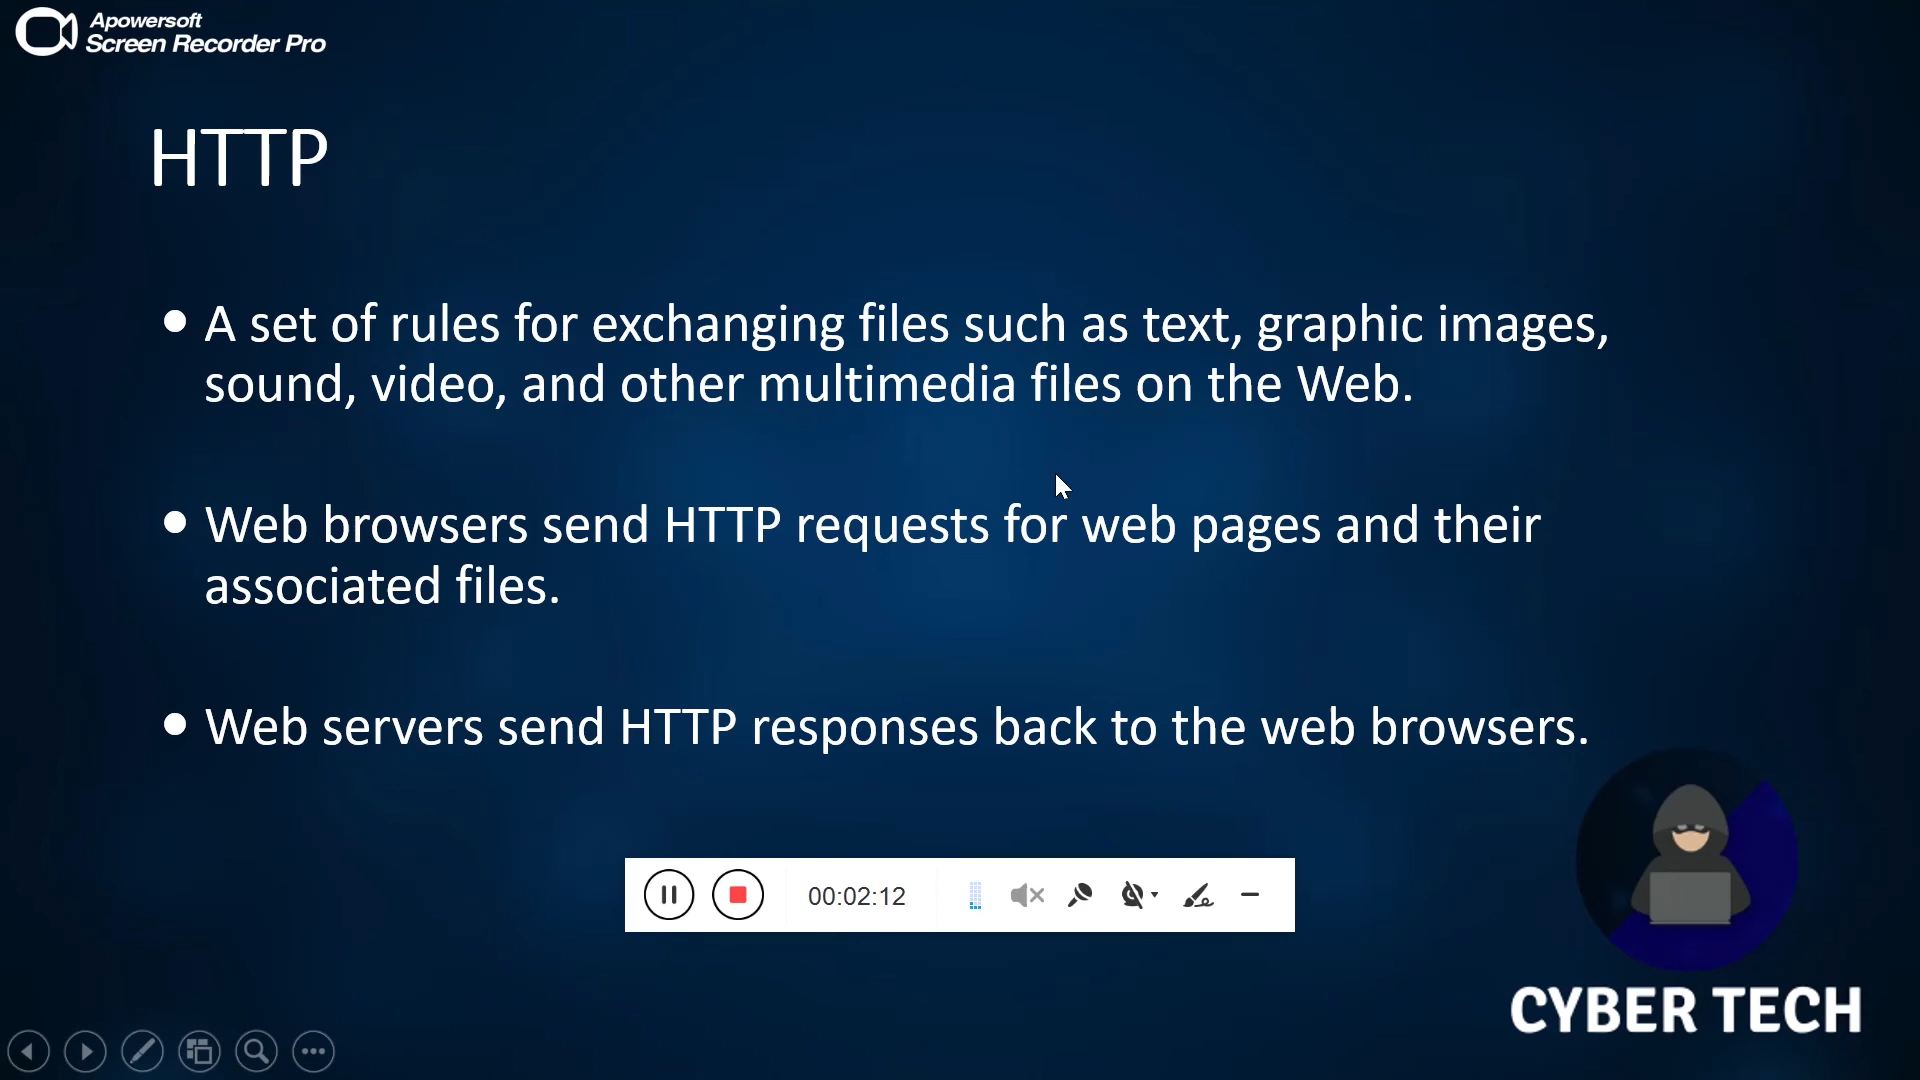 Apowersoft
Screen Recorder Pro
HTTP
• A set of rules for exchanging files such as text, graphic images,
sound, video, and other multimedia files on the Web.
• Web browsers send HTTP requests for web pages and their
associated files.
• Web servers send HTTP responses back to the web browsers.
00:02:12
CYBER TECH